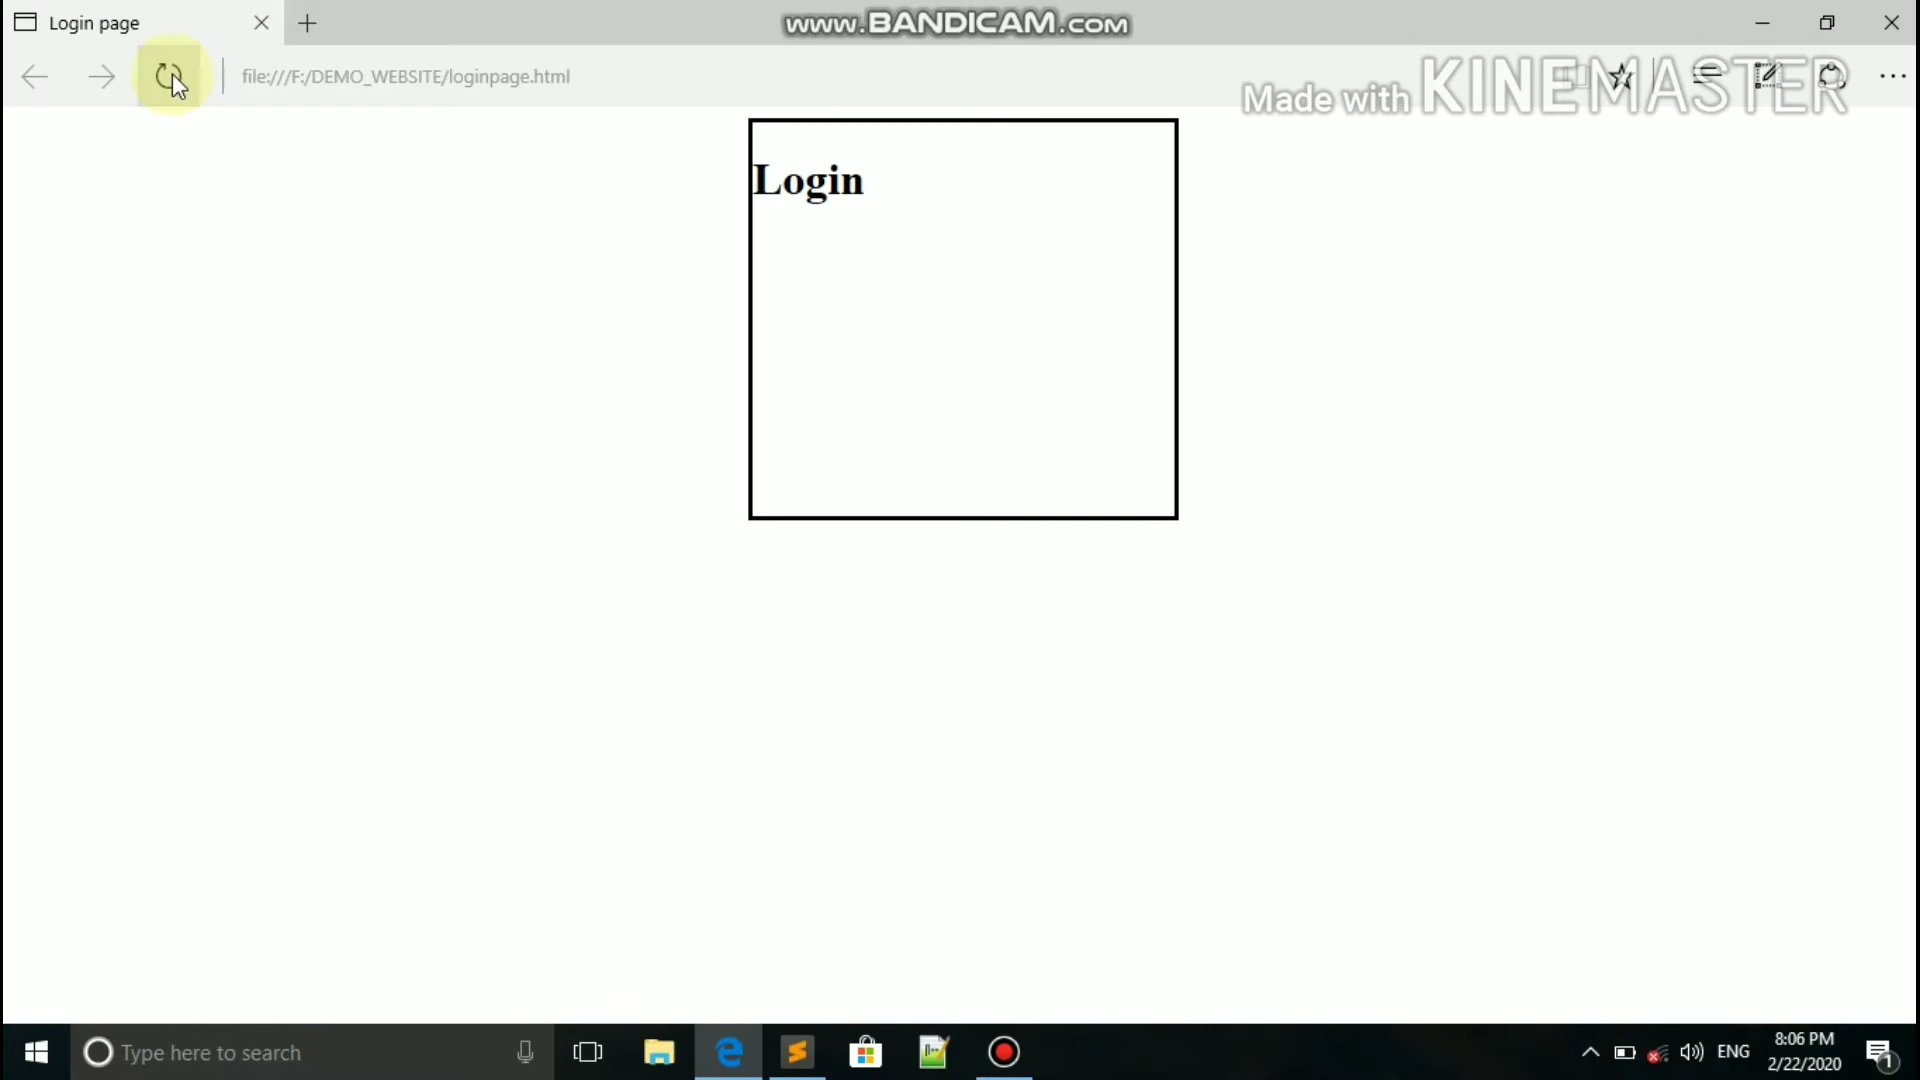 Login page
www.BANDICAM.com
file:///F:/DEMO_WEBSITE/loginpage.html
Made with KINEMASTER
Login
Type here to search
ENG
8:06 PM
2/22/2020
1